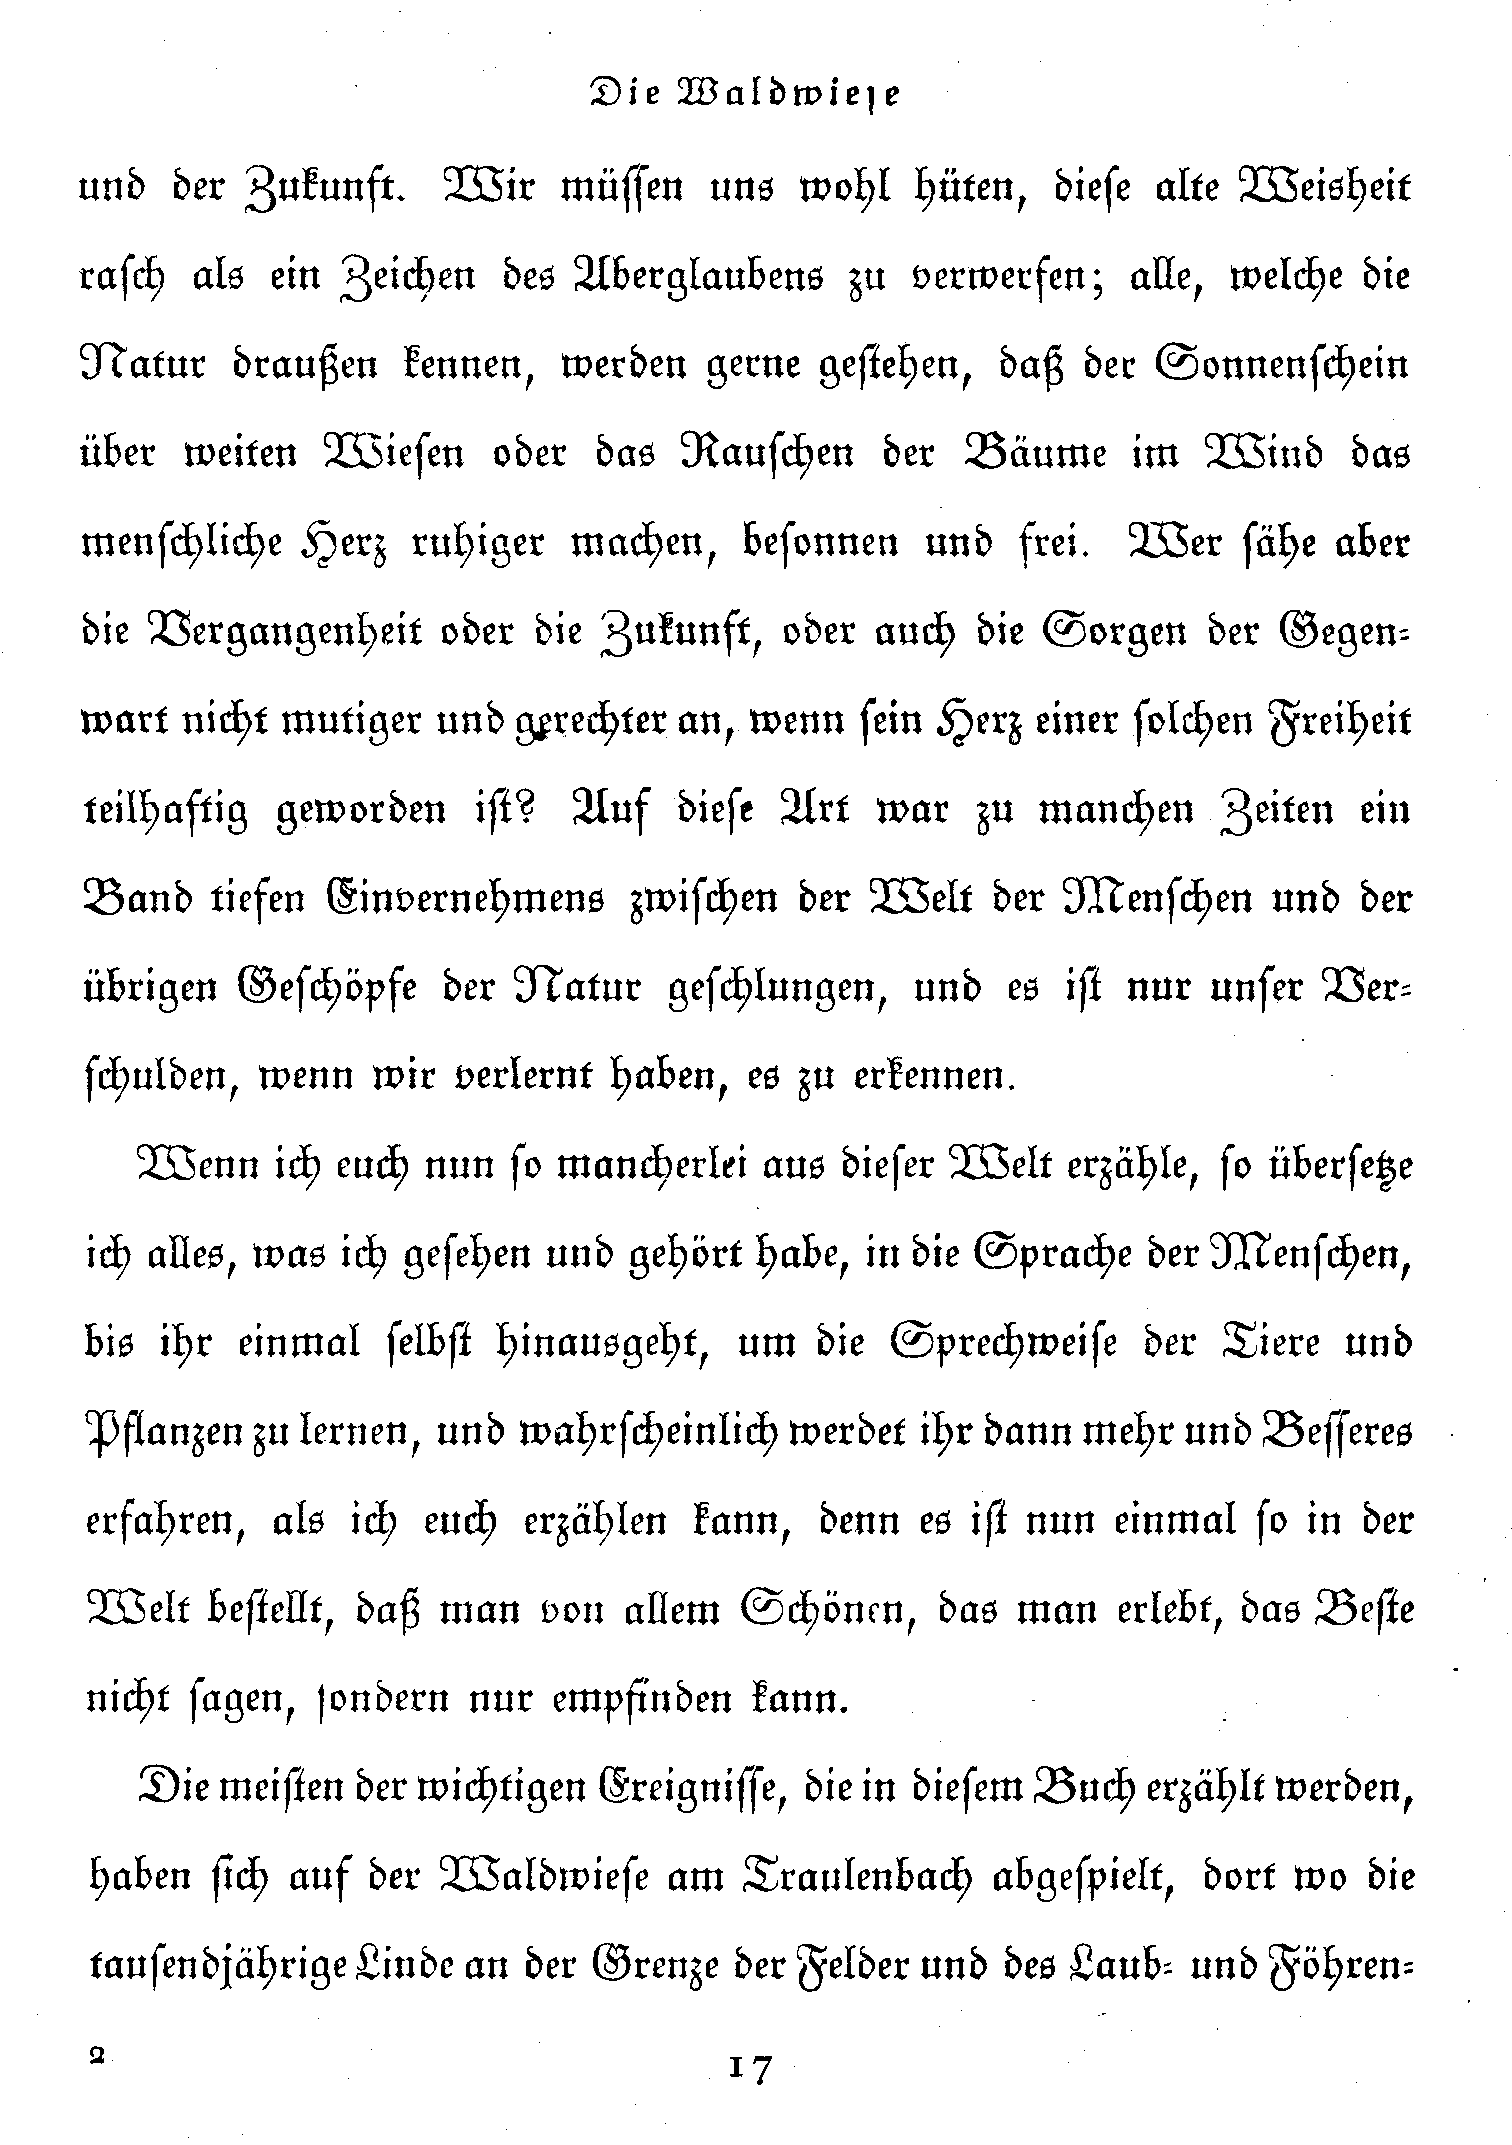 Die Waldwieſe
und der Zukunft. Wir müſſen uns wohl hüten, dieſe alte Weisheit
raſch als ein Zeichen des Aberglaubens zu verwerfen; alle, welche die
Natur draußen kennen, werden gerne geſtehen, daß der Sonnenſchein
über weiten Wieſen oder das Rauſchen der Bäume im Wind das
menſchliche Herz ruhiger machen, beſonnen und frei. Wer ſähe aber
die Vergangenheit oder die Zukunft, oder auch die Sorgen der Gegen-
wart nicht mutiger und gerechter an, wenn ſein Herz einer ſolchen Freiheit
teilhaftig geworden iſt? Auf dieſe Art war zu manchen Zeiten ein
Band tiefen Einvernehmens zwiſchen der Welt der Menſchen und der
übrigen Geſchöpfe der Natur geſchlungen, und es iſt nur unſer Ver-
ſchulden, wenn wir verlernt haben, es zu erkennen.
Wenn ich euch nun ſo mancherlei aus dieſer Welt erzähle, ſo überſetze
ich alles, was ich geſehen und gehört habe, in die Sprache der Menſchen,
bis ihr einmal ſelbſt hinausgeht, um die Sprechweiſe der Tiere und
Pflanzen zu lernen, und wahrſcheinlich werdet ihr dann mehr und Beſſeres
erfahren, als ich euch erzählen kann, denn es iſt nun einmal ſo in der
Welt beſtellt, daß man von allem Schönen, das man erlebt, das Beſte
nicht ſagen, ſondern nur empfinden kann.
Die meiſten der wichtigen Ereigniſſe, die in dieſem Buch erzählt werden,
haben ſich auf der Waldwieſe am Traulenbach abgeſpielt, dort wo die
tauſendjährige Linde an der Grenze der Felder und des Laub- und Föhren-
2
17